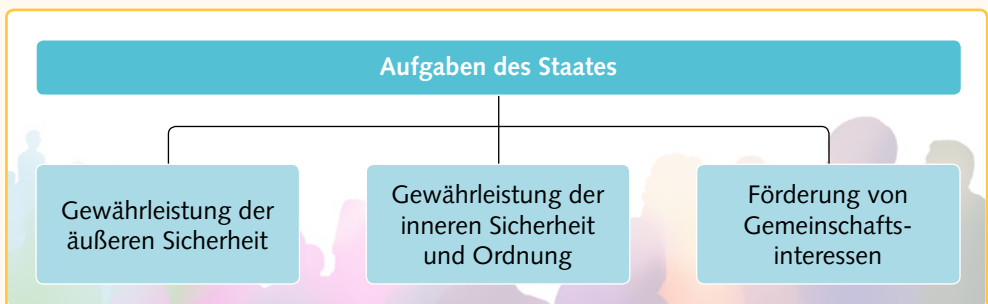 Aufgaben des Staates
Gewährleistung der
äußeren Sicherheit
Gewährleistung der
inneren Sicherheit
und Ordnung
Förderung von
Gemeinschafts-
interessen